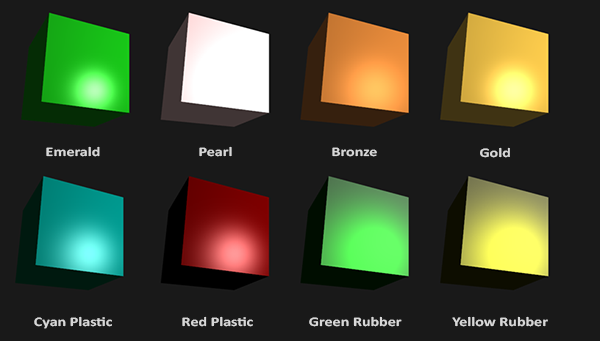 Emerald
Pearl
Bronze
Gold
Cyan Plastic
Red Plastic
Green Rubber
Yellow Rubber